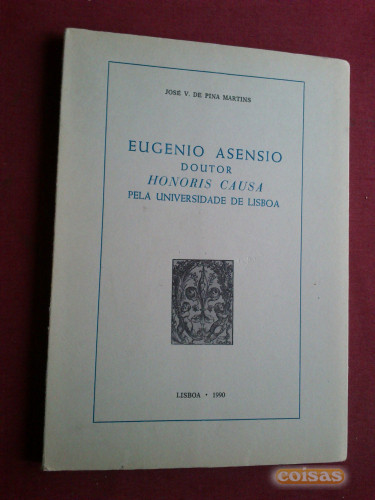 JOSÉ V. DE PINA MARTINS
EUGENIO ASENSIO
DOUTOR
HONORIS CAUSA
PELA UNIVERSIDADE DE LISBOA
LISBOA • 1990
coisas